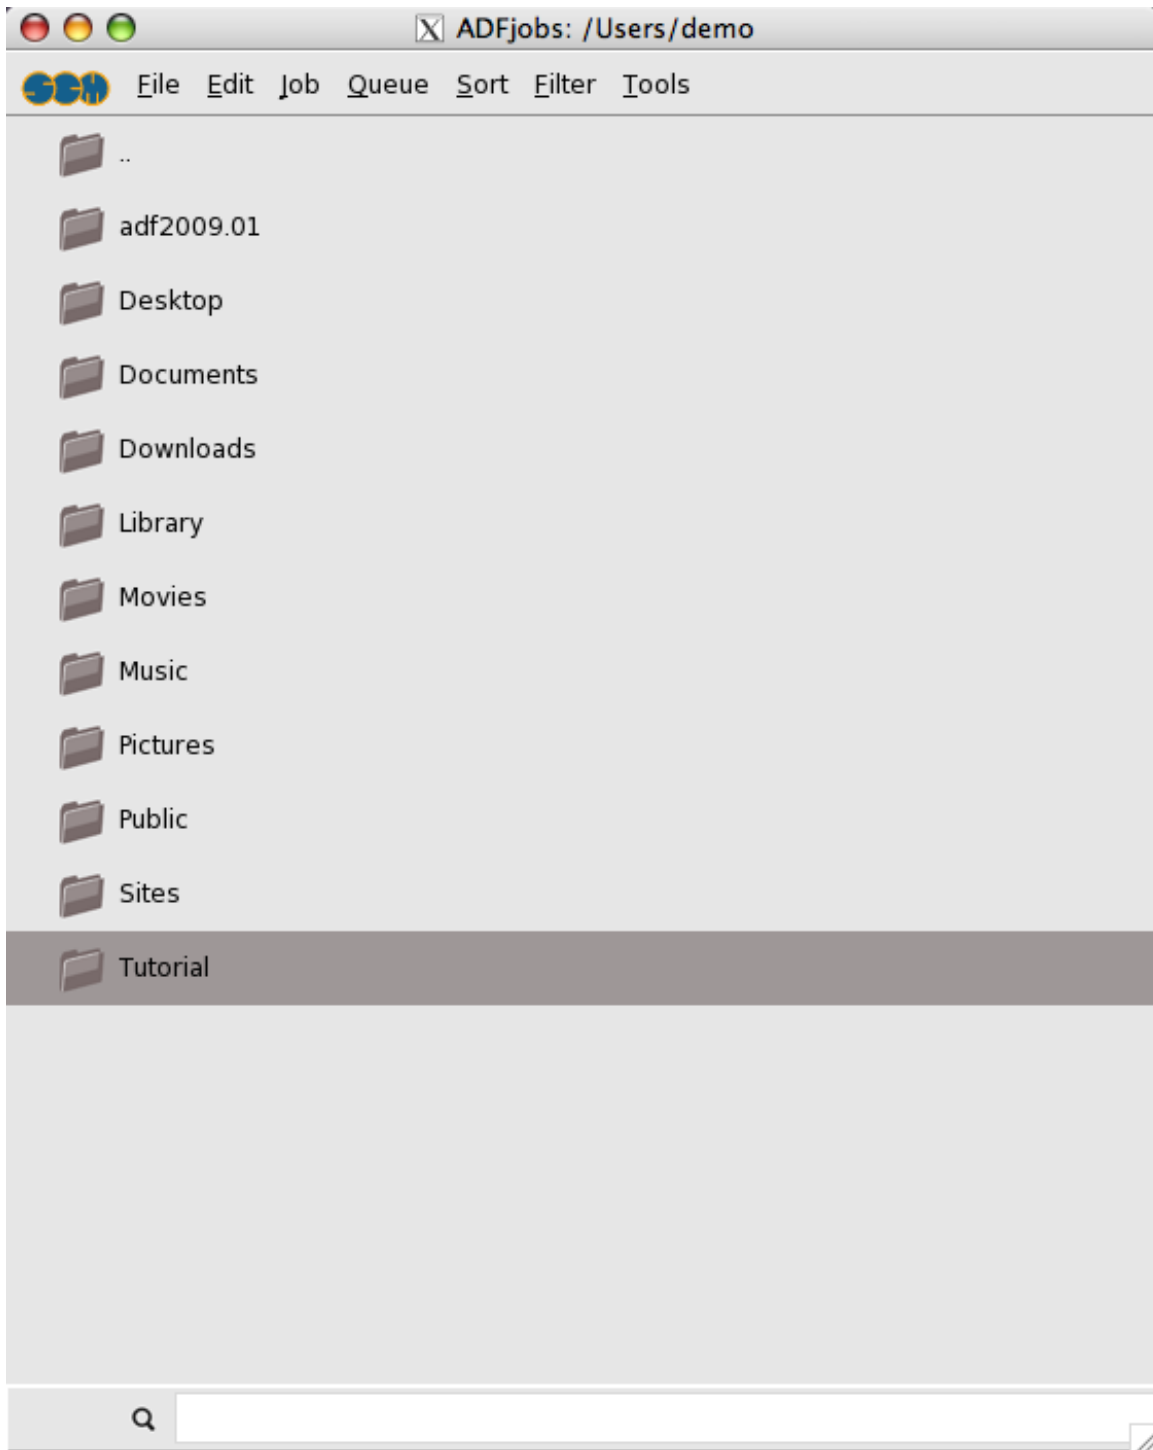 X ADFjobs: /Users/demo
SCM File Edit Job Queue Sort Filter Tools
..
adf2009.01
Desktop
Documents
Downloads
Library
Movies
Music
Pictures
Public
Sites
Tutorial